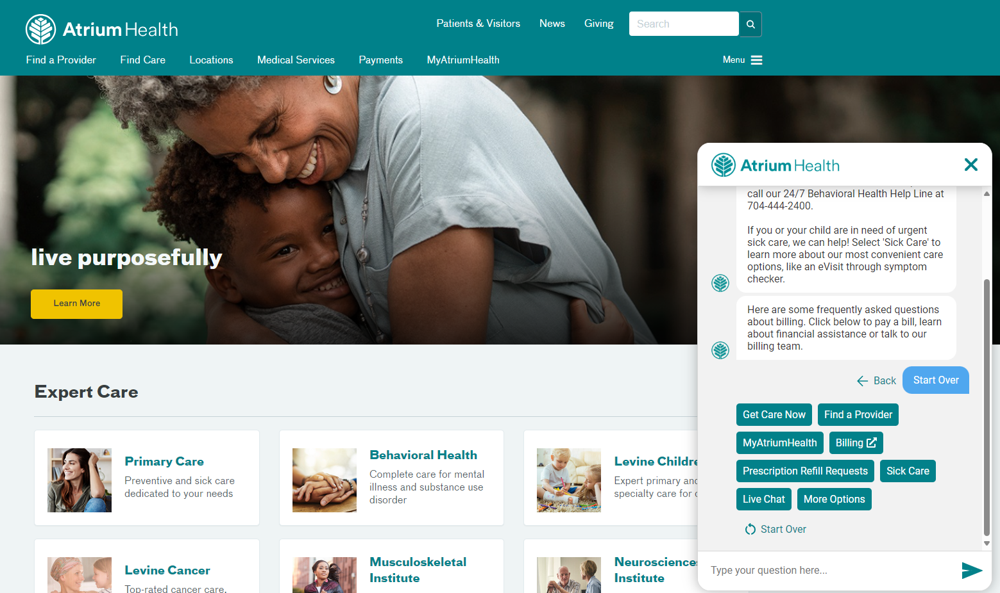 Atrium Health
Patients & Visitors
News
Giving
Search
Find a Provider
Find Care
Locations
Medical Services
Payments
MyAtriumHealth
Menu
live purposefully
Learn More
Expert Care
Primary Care
Preventive and sick care
dedicated to your needs
Behavioral Health
Complete care for mental
illness and substance use
disorder
Levine Childre
Expert primary and
specialty care for c
Levine Cancer
Top-rated cancer care.
Musculoskeletal
Institute
Neurosciences
Institute
Atrium Health
call our 24/7 Behavioral Health Help Line at
704-444-2400.
If you or your child are in need of urgent
sick care, we can help! Select 'Sick Care' to
learn more about our most convenient care
options, like an eVisit through symptom
checker.
Here are some frequently asked questions
about billing. Click below to pay a bill, learn
about financial assistance or talk to our
billing team.
Back
Start Over
Get Care Now
Find a Provider
MyAtriumHealth
Billing
Prescription Refill Requests
Sick Care
Live Chat
More Options
Start Over
Type your question here...